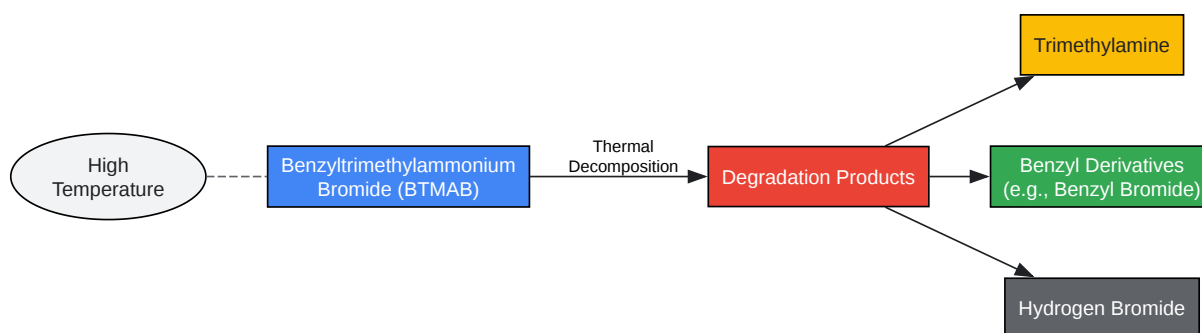 High
Temperature
Benzyltrimethylammonium
Bromide (BTMAB)
Thermal
Decomposition
Degradation Products
Trimethylamine
Benzyl Derivatives
(e.g., Benzyl Bromide)
Hydrogen Bromide